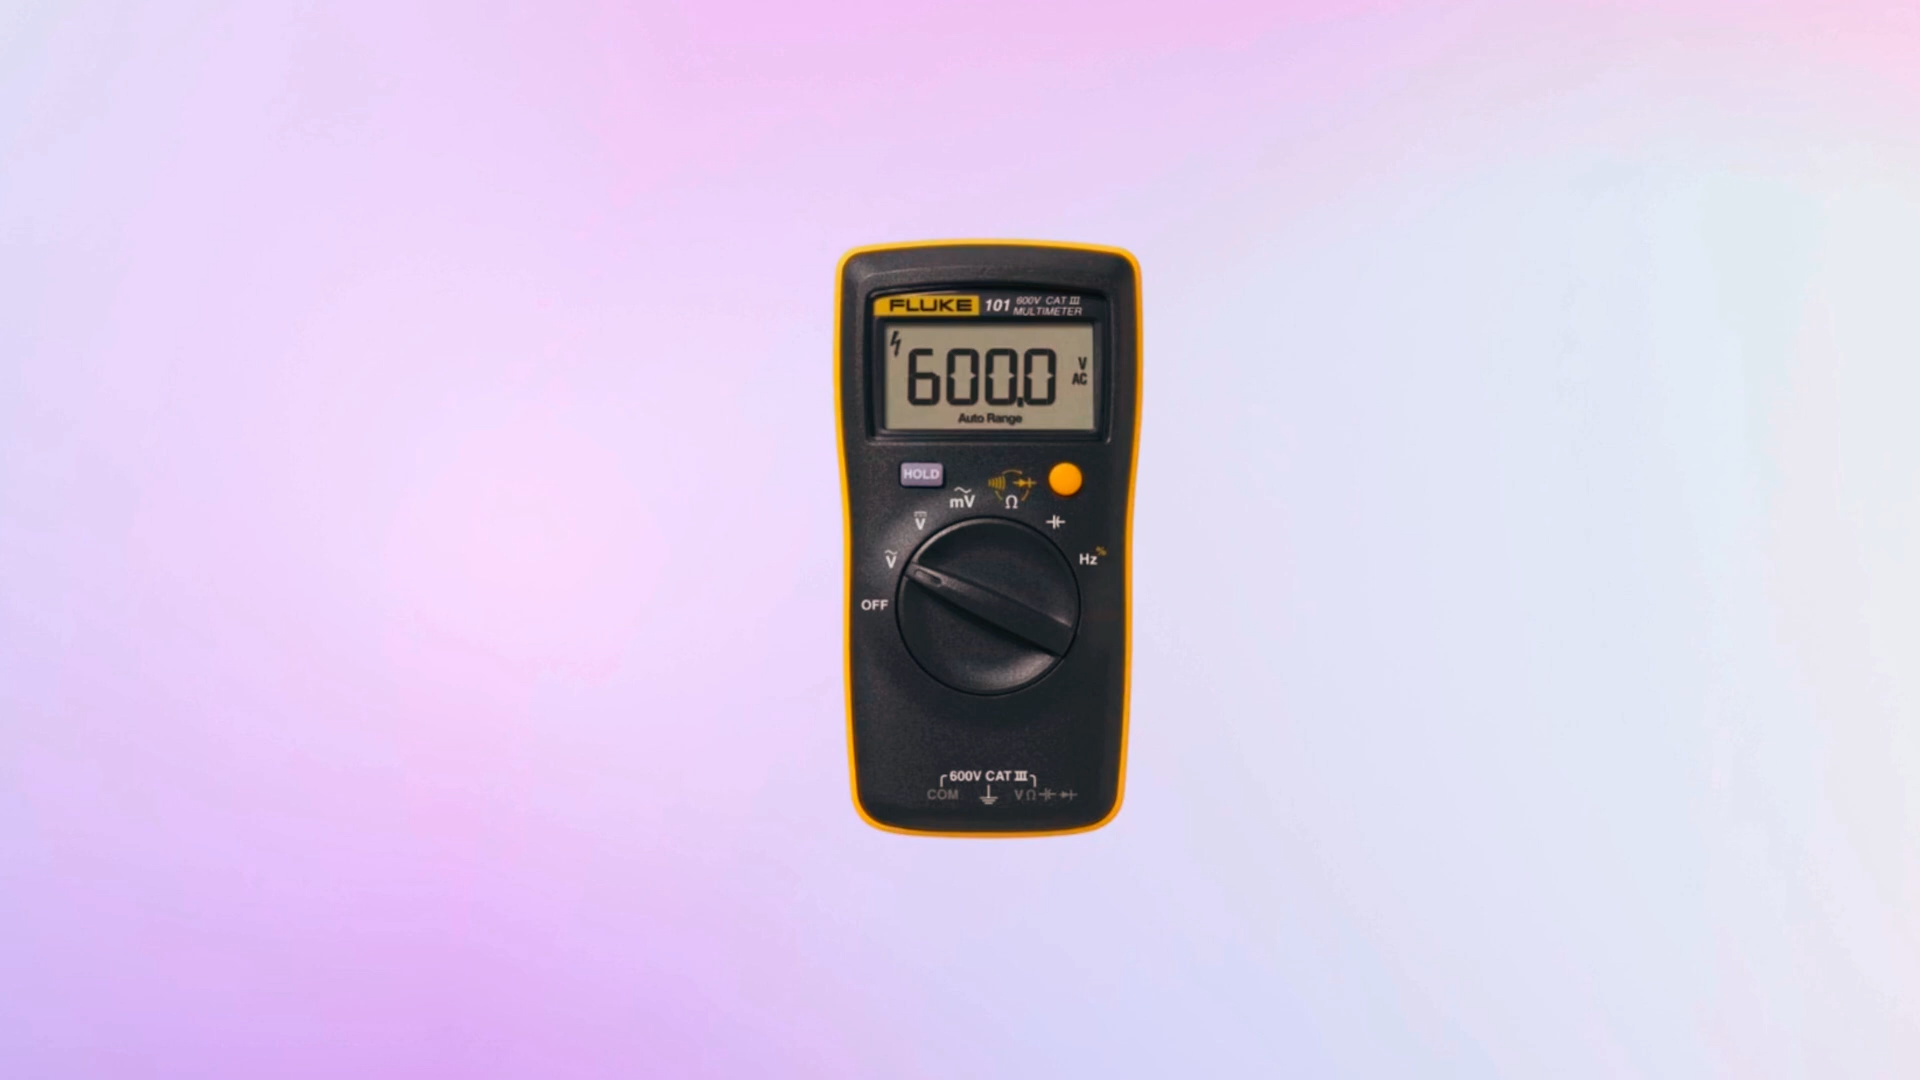 FLUKE 101 600V CAT III
MULTIMETER
600.0 V
AC
Auto Range
HOLD
mV
Ω
V
V
Hz%
OFF
600V CAT III
COM VΩ